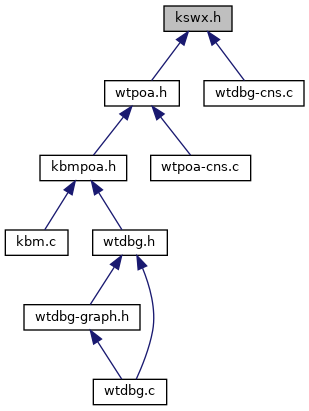 kswx.h
wtpoa.h
wtdbg-cns.c
kbmpoa.h
wtpoa-cns.c
kbm.c
wtdbg.h
wtdbg-graph.h
wtdbg.c